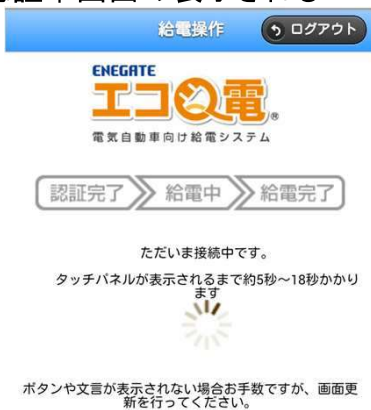 給電操作
ログアウト
ENEGATE
エコQ電®
電気自動車向け給電システム
認証完了 給電中 給電完了
ただいま接続中です。
タッチパネルが表示されるまで約5秒～18秒かかり
ます
ボタンや文言が表示されない場合お手数ですが、画面更
新を行ってください。